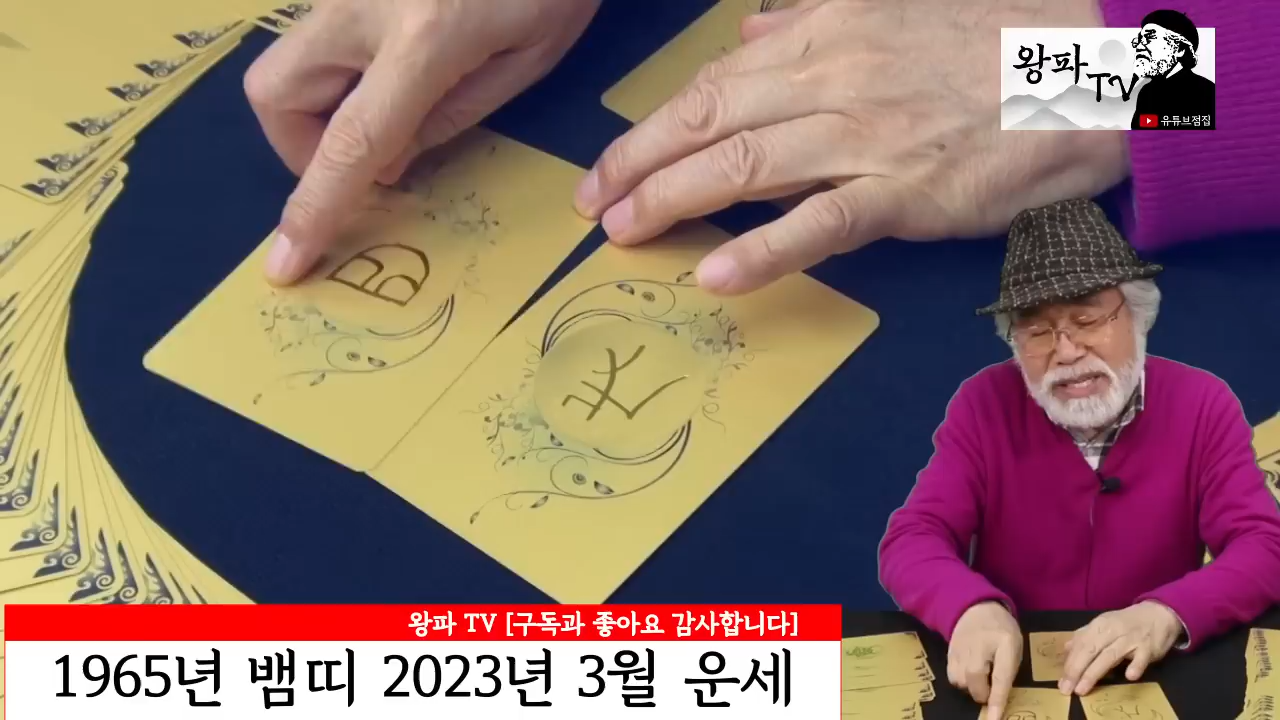 왕파
TV
유튜브점집
왕파 TV [구독과 좋아요 감사합니다]
1965년 뱀띠 2023년 3월 운세